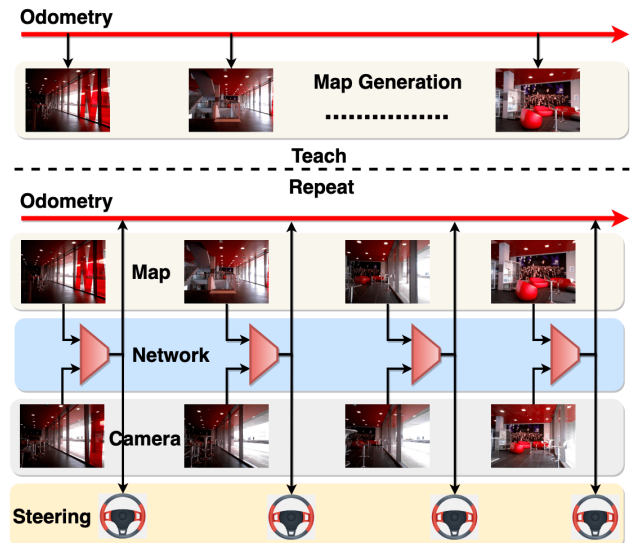 Odometry
Map Generation
Teach
Repeat
Odometry
Map
Network
Camera
Steering